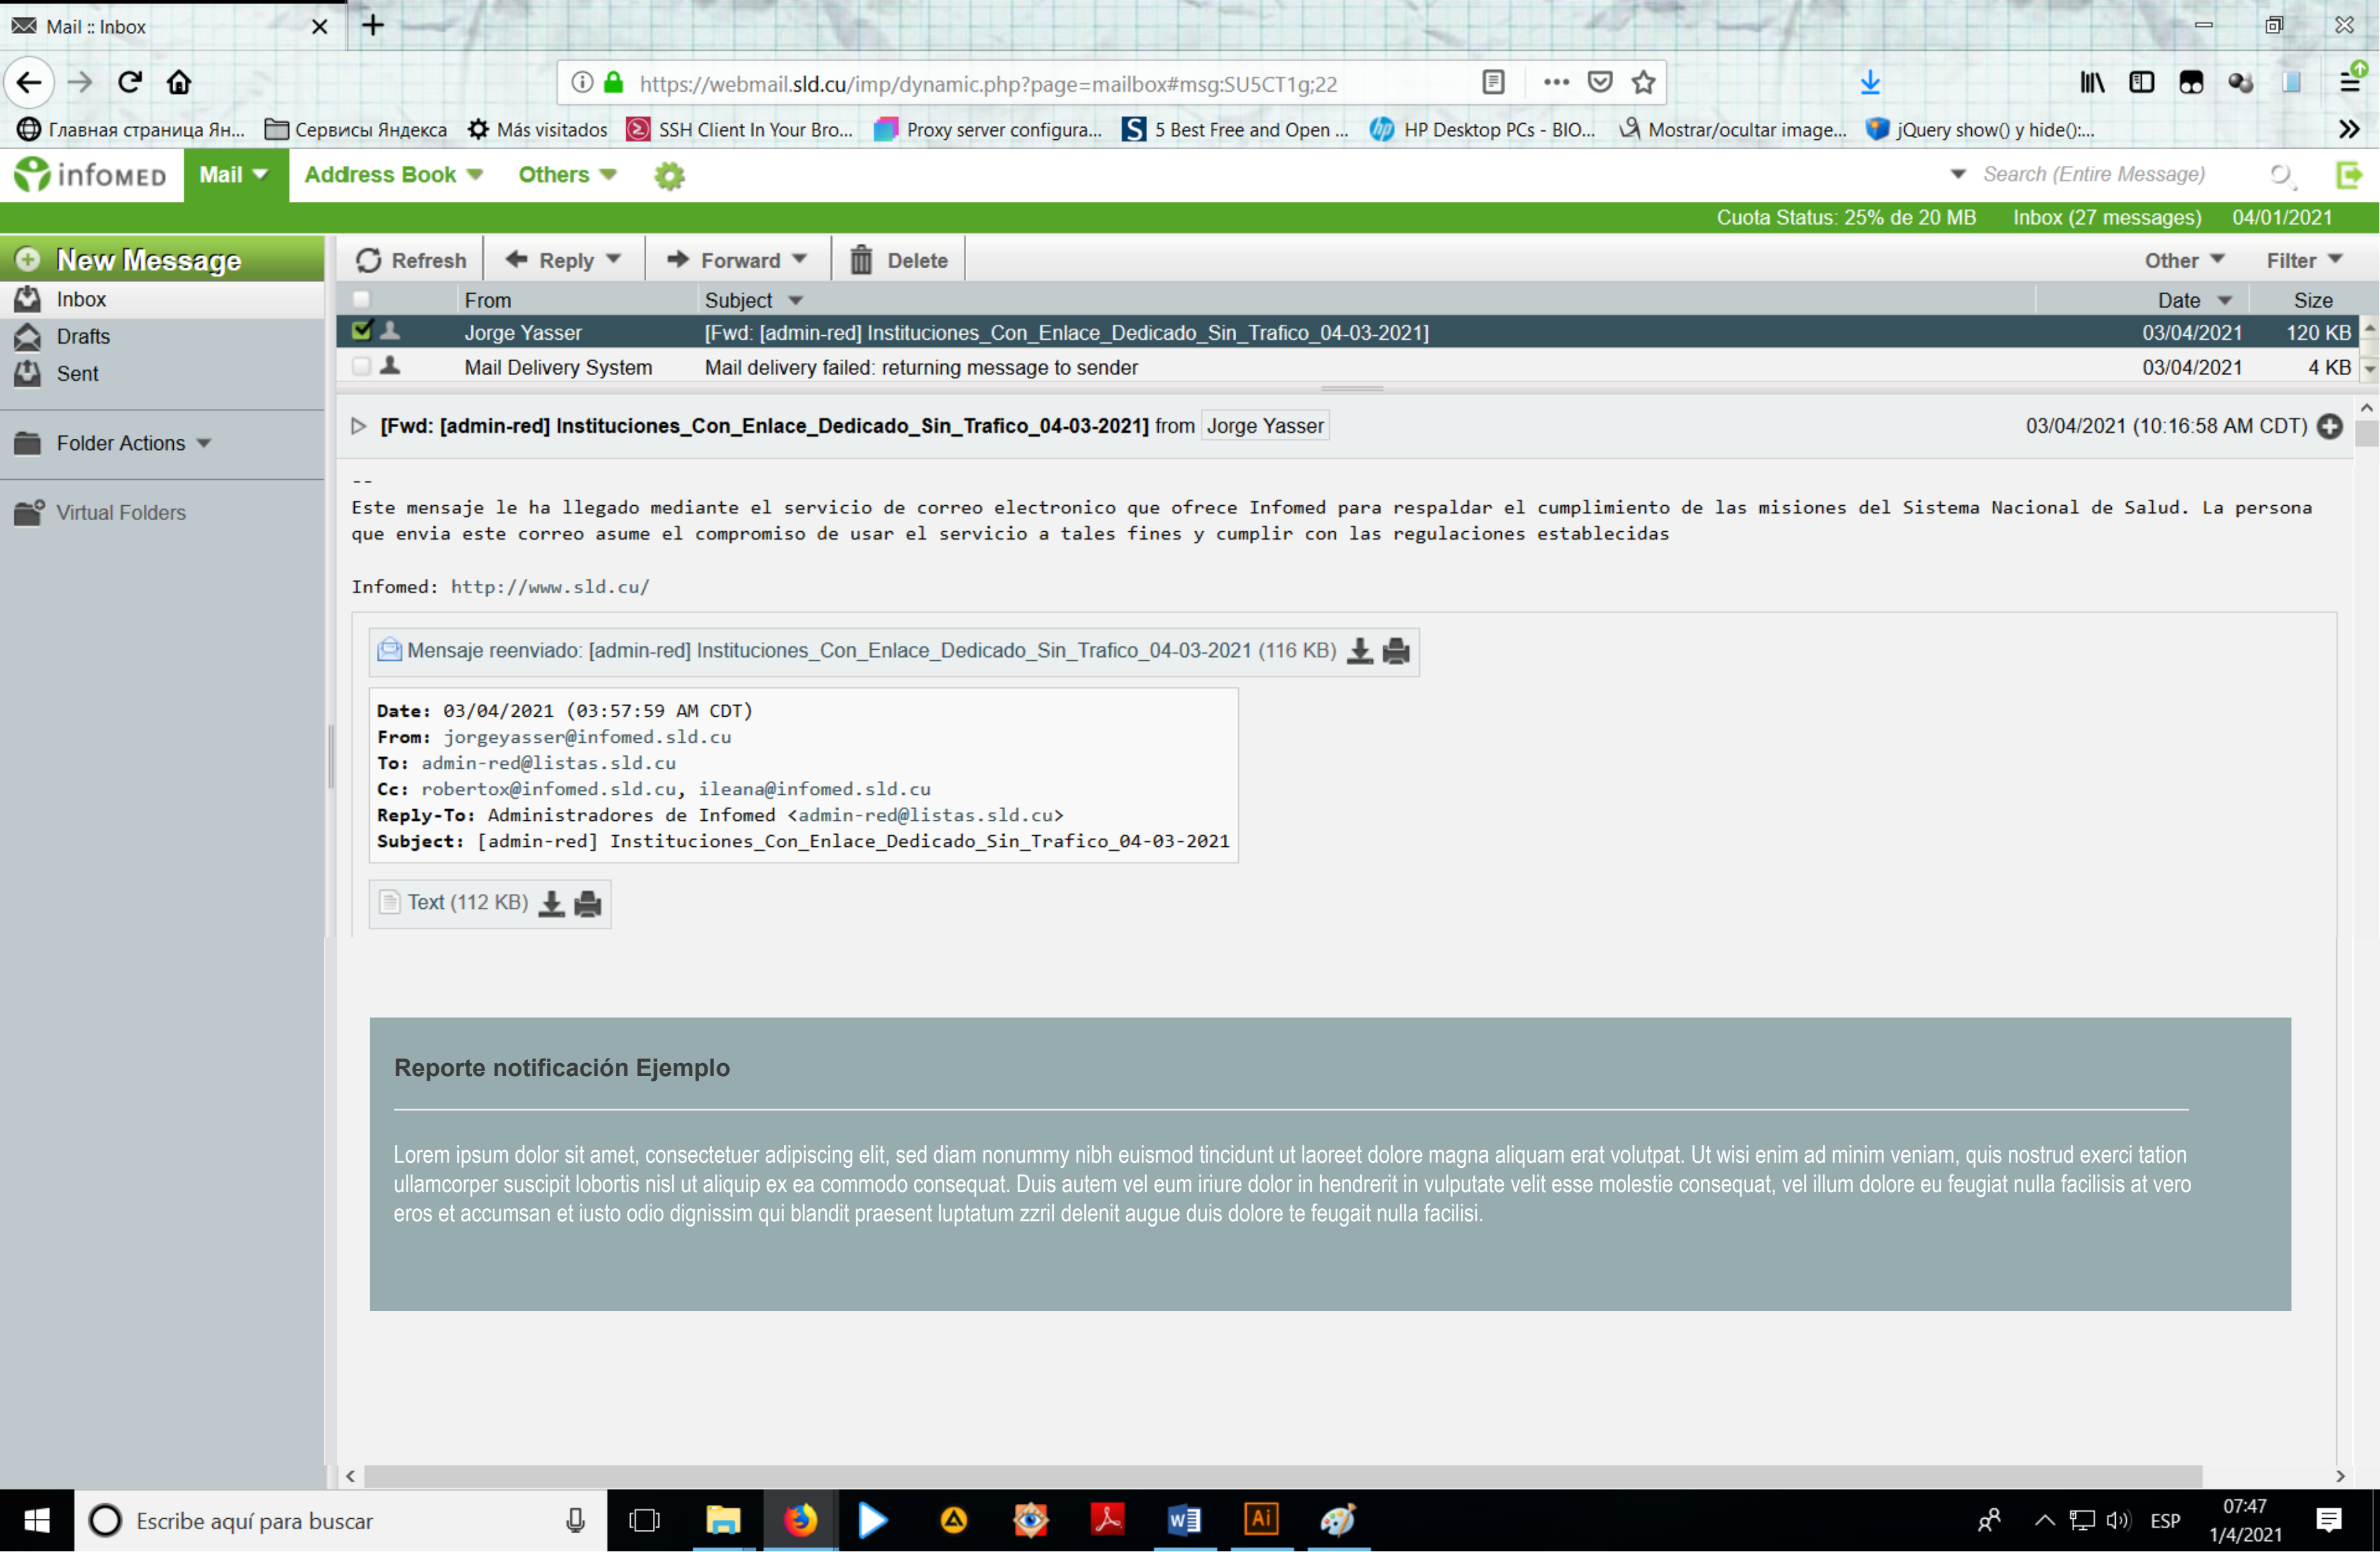 Mail :: Inbox
https://webmail.sld.cu/imp/dynamic.php?page=mailbox#msg:SU5CT1g;22
Главная страница Ян... Сервисы Яндекса Más visitados SSH Client In Your Bro... Proxy server configura... S 5 Best Free and Open ... hp HP Desktop PCs - BIO... Mostrar/ocultar image... jQuery show() y hide():...
infomed Mail Address Book Others Search (Entire Message)
Cuota Status: 25% de 20 MB Inbox (27 messages) 04/01/2021
New Message Refresh Reply Forward Delete Other Filter
Inbox From Subject Date Size
Drafts Jorge Yasser [Fwd: [admin-red] Instituciones_Con_Enlace_Dedicado_Sin_Trafico_04-03-2021] 03/04/2021 120 KB
Sent Mail Delivery System Mail delivery failed: returning message to sender 03/04/2021 4 KB
Folder Actions
Virtual Folders
[Fwd: [admin-red] Instituciones_Con_Enlace_Dedicado_Sin_Trafico_04-03-2021] from Jorge Yasser 03/04/2021 (10:16:58 AM CDT)
--
Este mensaje le ha llegado mediante el servicio de correo electronico que ofrece Infomed para respaldar el cumplimiento de las misiones del Sistema Nacional de Salud. La persona
que envia este correo asume el compromiso de usar el servicio a tales fines y cumplir con las regulaciones establecidas
Infomed: http://www.sld.cu/
Mensaje reenviado: [admin-red] Instituciones_Con_Enlace_Dedicado_Sin_Trafico_04-03-2021 (116 KB)
Date: 03/04/2021 (03:57:59 AM CDT)
From: jorgeyasser@infomed.sld.cu
To: admin-red@listas.sld.cu
Cc: robertox@infomed.sld.cu, ileana@infomed.sld.cu
Reply-To: Administradores de Infomed <admin-red@listas.sld.cu>
Subject: [admin-red] Instituciones_Con_Enlace_Dedicado_Sin_Trafico_04-03-2021
Text (112 KB)
Reporte notificación Ejemplo
Lorem ipsum dolor sit amet, consectetuer adipiscing elit, sed diam nonummy nibh euismod tincidunt ut laoreet dolore magna aliquam erat volutpat. Ut wisi enim ad minim veniam, quis nostrud exerci tation
ullamcorper suscipit lobortis nisl ut aliquip ex ea commodo consequat. Duis autem vel eum iriure dolor in hendrerit in vulputate velit esse molestie consequat, vel illum dolore eu feugiat nulla facilisis at vero
eros et accumsan et iusto odio dignissim qui blandit praesent luptatum zzril delenit augue duis dolore te feugait nulla facilisi.
Escribe aquí para buscar W Ai ESP 07:47
1/4/2021